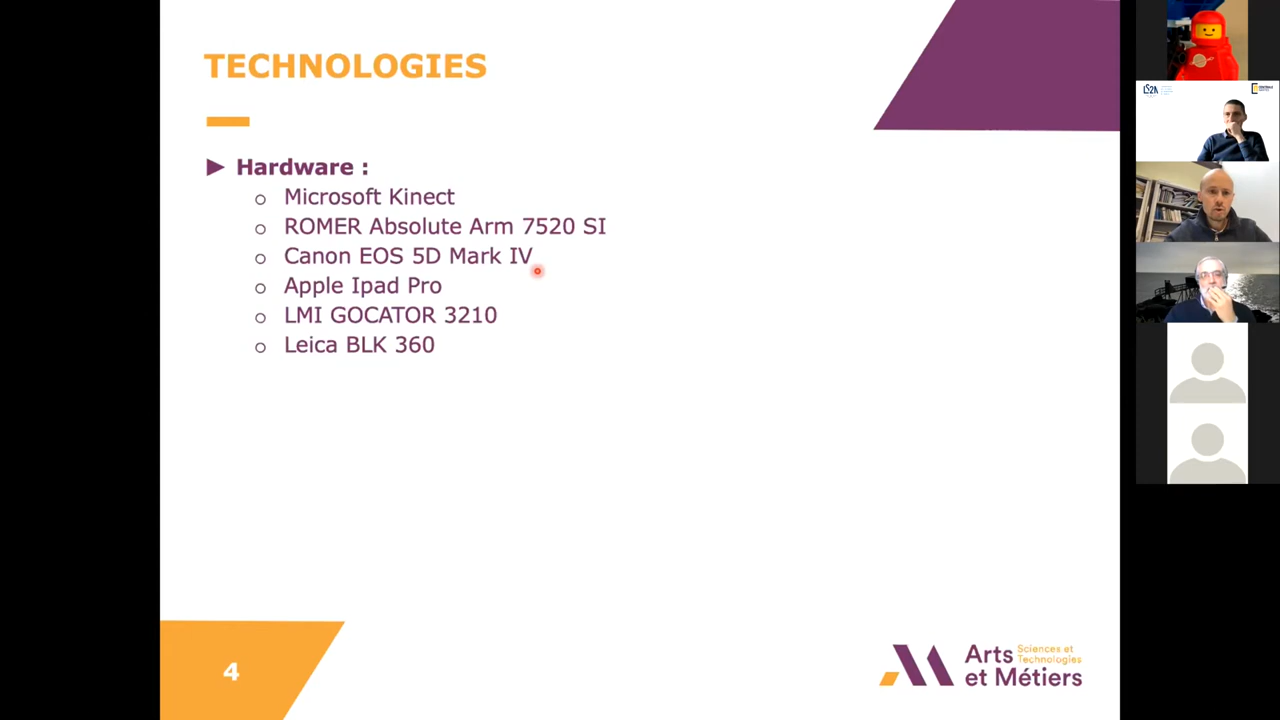 TECHNOLOGIES
► Hardware :
o Microsoft Kinect
o ROMER Absolute Arm 7520 SI
o Canon EOS 5D Mark IV
o Apple Ipad Pro
o LMI GOCATOR 3210
o Leica BLK 360
4
Arts et Métiers
Sciences et
Technologies